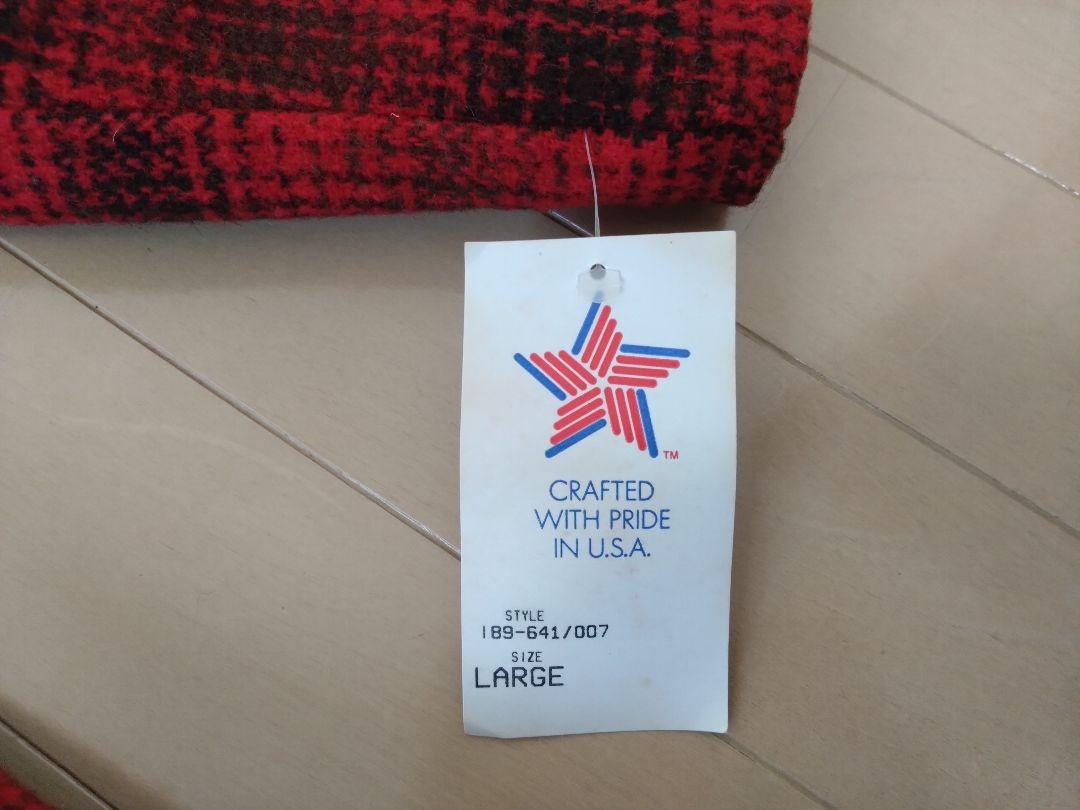 TM
CRAFTED
WITH PRIDE
IN U.S.A.
STYLE
189-641/007
SIZE
LARGE